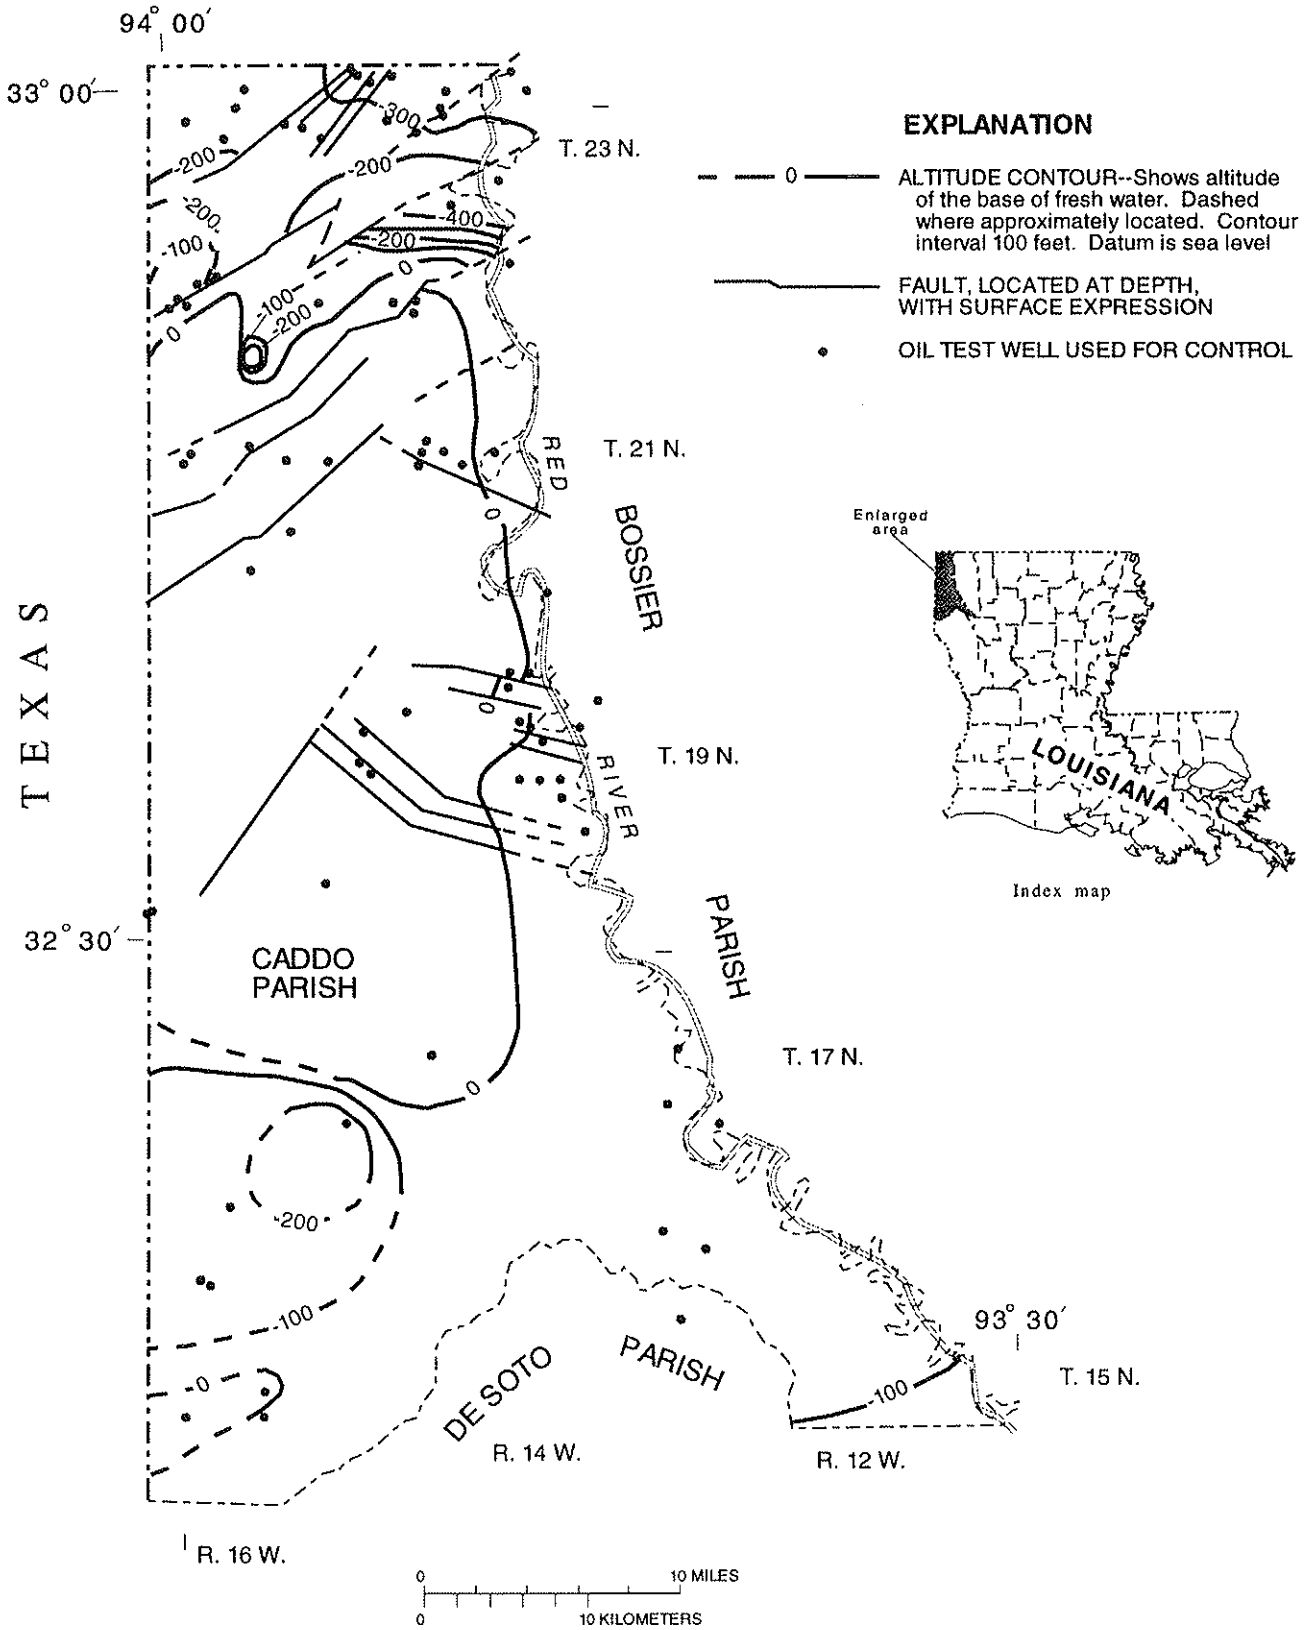 94° 00′
33° 00′
-300
T. 23 N.
-200
-200
-200
-400
-100
-200
0
-100
-200
0
EXPLANATION
0
ALTITUDE CONTOUR--Shows altitude
of the base of fresh water. Dashed
where approximately located. Contour
interval 100 feet. Datum is sea level
FAULT, LOCATED AT DEPTH,
WITH SURFACE EXPRESSION
OIL TEST WELL USED FOR CONTROL
RED
T. 21 N.
0
BOSSIER
Enlarged
area
TEXAS
LOUISIANA
Index map
0
T. 19 N.
RIVER
32° 30′
CADDO
PARISH
PARISH
T. 17 N.
0
-200
-100
93° 30′
0
DE SOTO
PARISH
-100
T. 15 N.
R. 14 W.
R. 12 W.
R. 16 W.
0
10 MILES
0
10 KILOMETERS